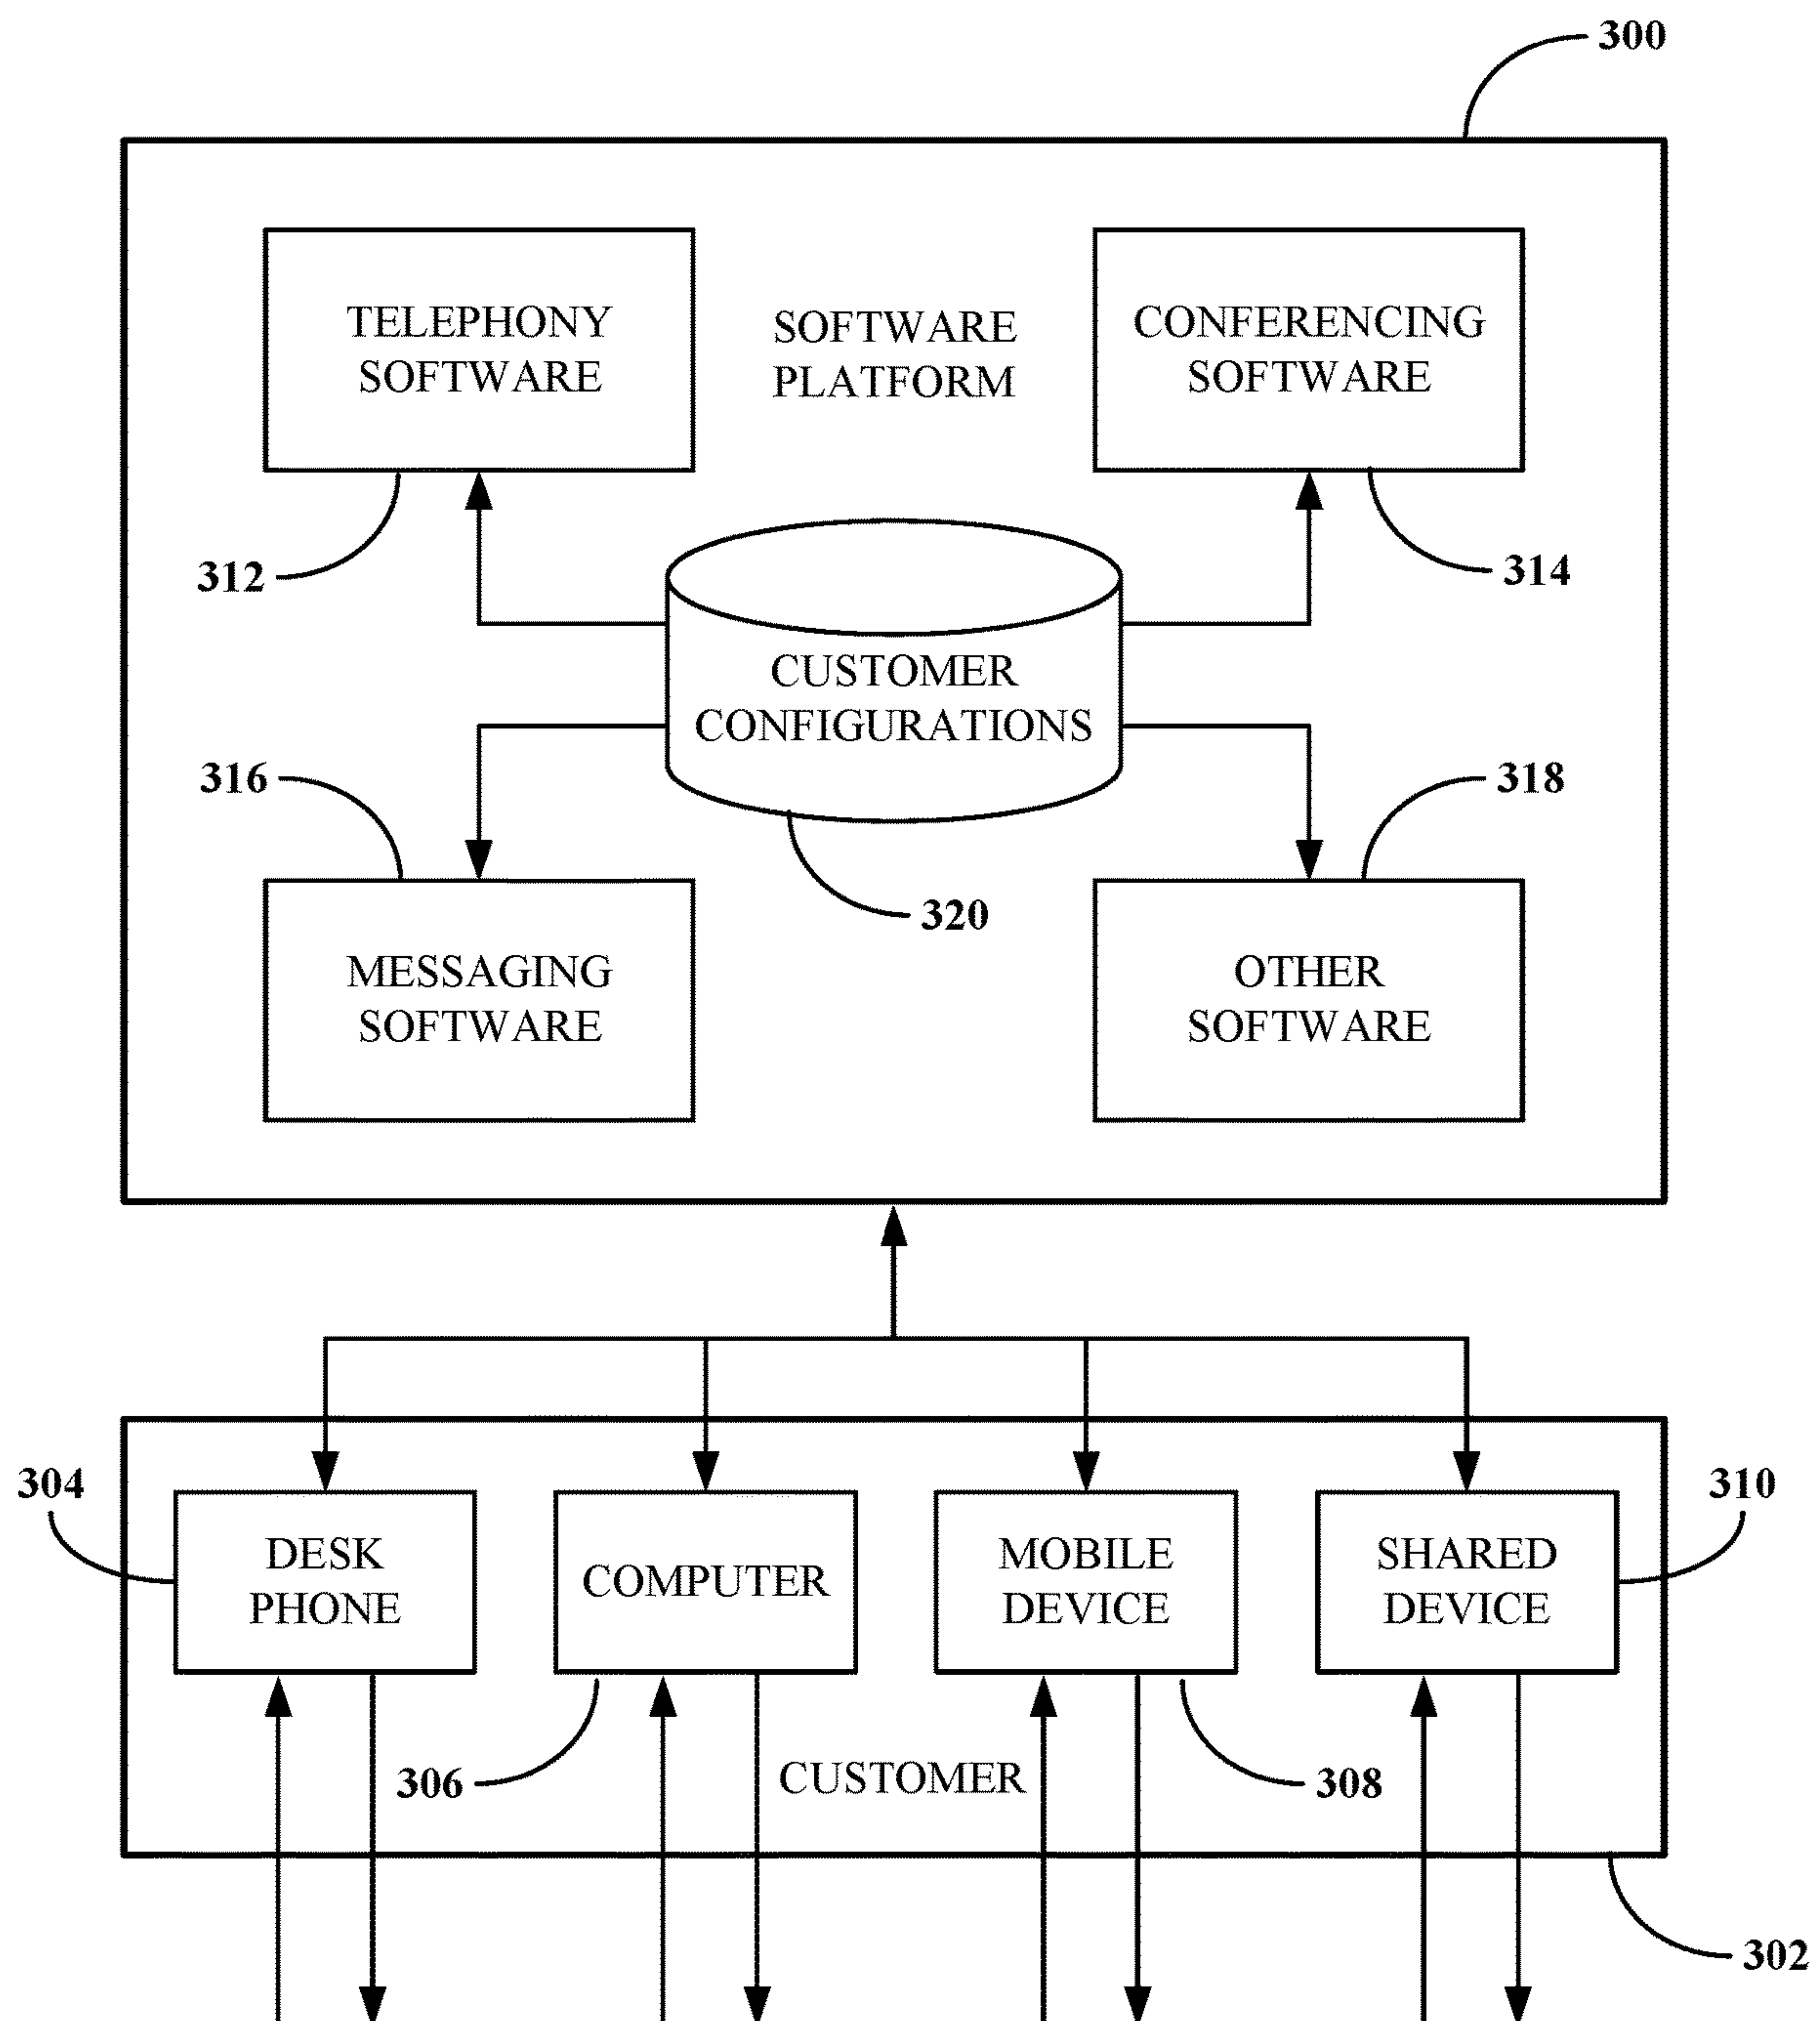 300
TELEPHONY
SOFTWARE
SOFTWARE
PLATFORM
CONFERENCING
SOFTWARE
312
314
CUSTOMER
CONFIGURATIONS
316
318
320
MESSAGING
SOFTWARE
OTHER
SOFTWARE
304
310
DESK
PHONE
COMPUTER
MOBILE
DEVICE
SHARED
DEVICE
306
CUSTOMER
308
302